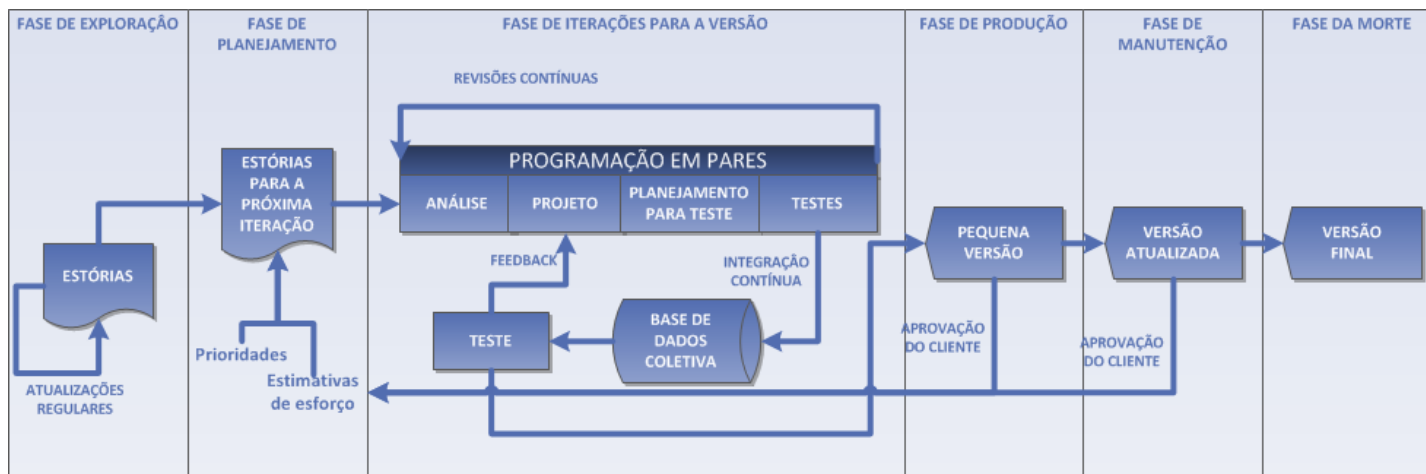 FASE DE EXPLORAÇÃO
FASE DE
PLANEJAMENTO
FASE DE ITERAÇÕES PARA A VERSÃO
FASE DE PRODUÇÃO
FASE DE
MANUTENÇÃO
FASE DA MORTE
REVISÕES CONTÍNUAS
PROGRAMAÇÃO EM PARES
ANÁLISE
PROJETO
PLANEJAMENTO
PARA TESTE
TESTES
ESTÓRIAS
PARA A
PRÓXIMA
ITERAÇÃO
ESTÓRIAS
ATUALIZAÇÕES
REGULARES
Prioridades
Estimativas
de esforço
FEEDBACK
INTEGRAÇÃO
CONTÍNUA
TESTE
BASE DE
DADOS
COLETIVA
PEQUENA
VERSÃO
APROVAÇÃO
DO CLIENTE
VERSÃO
ATUALIZADA
APROVAÇÃO
DO CLIENTE
VERSÃO
FINAL